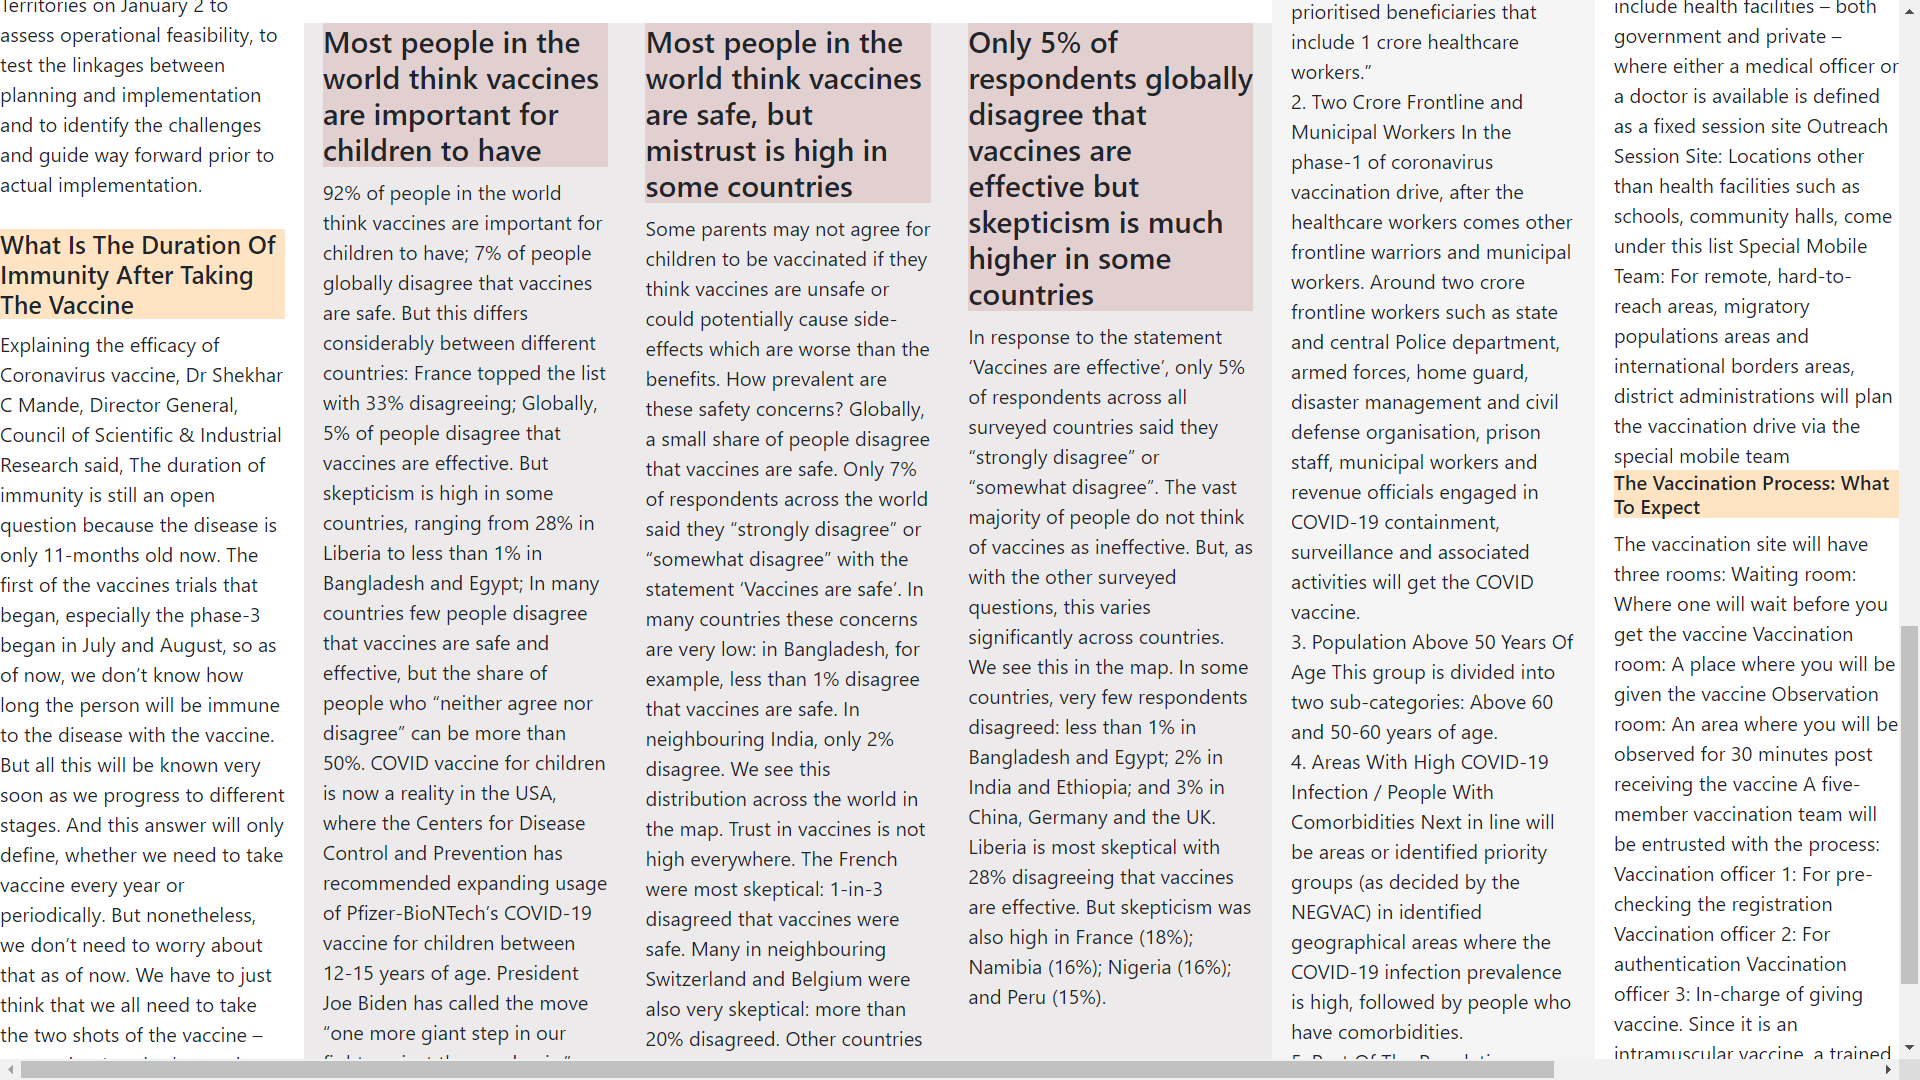 Territories on January 2 to
assess operational feasibility, to
test the linkages between
planning and implementation
and to identify the challenges
and guide way forward prior to
actual implementation.
What Is The Duration Of
Immunity After Taking
The Vaccine
Explaining the efficacy of
Coronavirus vaccine, Dr Shekhar
C Mande, Director General,
Council of Scientific & Industrial
Research said, The duration of
immunity is still an open
question because the disease is
only 11-months old now. The
first of the vaccines trials that
began, especially the phase-3
began in July and August, so as
of now, we don’t know how
long the person will be immune
to the disease with the vaccine.
But all this will be known very
soon as we progress to different
stages. And this answer will only
define, whether we need to take
vaccine every year or
periodically. But nonetheless,
we don’t need to worry about
that as of now. We have to just
think that we all need to take
the two shots of the vaccine –
Most people in the
world think vaccines
are important for
children to have
92% of people in the world
think vaccines are important for
children to have; 7% of people
globally disagree that vaccines
are safe. But this differs
considerably between different
countries: France topped the list
with 33% disagreeing; Globally,
5% of people disagree that
vaccines are effective. But
skepticism is high in some
countries, ranging from 28% in
Liberia to less than 1% in
Bangladesh and Egypt; In many
countries few people disagree
that vaccines are safe and
effective, but the share of
people who “neither agree nor
disagree” can be more than
50%. COVID vaccine for children
is now a reality in the USA,
where the Centers for Disease
Control and Prevention has
recommended expanding usage
of Pfizer-BioNTech’s COVID-19
vaccine for children between
12-15 years of age. President
Joe Biden has called the move
“one more giant step in our
Most people in the
world think vaccines
are safe, but
mistrust is high in
some countries
Some parents may not agree for
children to be vaccinated if they
think vaccines are unsafe or
could potentially cause side-
effects which are worse than the
benefits. How prevalent are
these safety concerns? Globally,
a small share of people disagree
that vaccines are safe. Only 7%
of respondents across the world
said they “strongly disagree” or
“somewhat disagree” with the
statement ‘Vaccines are safe’. In
many countries these concerns
are very low: in Bangladesh, for
example, less than 1% disagree
that vaccines are safe. In
neighbouring India, only 2%
disagree. We see this
distribution across the world in
the map. Trust in vaccines is not
high everywhere. The French
were most skeptical: 1-in-3
disagreed that vaccines were
safe. Many in neighbouring
Switzerland and Belgium were
also very skeptical: more than
20% disagreed. Other countries
Only 5% of
respondents globally
disagree that
vaccines are
effective but
skepticism is much
higher in some
countries
In response to the statement
‘Vaccines are effective’, only 5%
of respondents across all
surveyed countries said they
“strongly disagree” or
“somewhat disagree”. The vast
majority of people do not think
of vaccines as ineffective. But, as
with the other surveyed
questions, this varies
significantly across countries.
We see this in the map. In some
countries, very few respondents
disagreed: less than 1% in
Bangladesh and Egypt; 2% in
India and Ethiopia; and 3% in
China, Germany and the UK.
Liberia is most skeptical with
28% disagreeing that vaccines
are effective. But skepticism was
also high in France (18%);
Namibia (16%); Nigeria (16%);
and Peru (15%).
prioritised beneficiaries that
include 1 crore healthcare
workers.”
2. Two Crore Frontline and
Municipal Workers In the
phase-1 of coronavirus
vaccination drive, after the
healthcare workers comes other
frontline warriors and municipal
workers. Around two crore
frontline workers such as state
and central Police department,
armed forces, home guard,
disaster management and civil
defense organisation, prison
staff, municipal workers and
revenue officials engaged in
COVID-19 containment,
surveillance and associated
activities will get the COVID
vaccine.
3. Population Above 50 Years Of
Age This group is divided into
two sub-categories: Above 60
and 50-60 years of age.
4. Areas With High COVID-19
Infection / People With
Comorbidities Next in line will
be areas or identified priority
groups (as decided by the
NEGVAC) in identified
geographical areas where the
COVID-19 infection prevalence
is high, followed by people who
have comorbidities.
include health facilities – both
government and private –
where either a medical officer or
a doctor is available is defined
as a fixed session site Outreach
Session Site: Locations other
than health facilities such as
schools, community halls, come
under this list Special Mobile
Team: For remote, hard-to-
reach areas, migratory
populations areas and
international borders areas,
district administrations will plan
the vaccination drive via the
special mobile team
The Vaccination Process: What
To Expect
The vaccination site will have
three rooms: Waiting room:
Where one will wait before you
get the vaccine Vaccination
room: A place where you will be
given the vaccine Observation
room: An area where you will be
observed for 30 minutes post
receiving the vaccine A five-
member vaccination team will
be entrusted with the process:
Vaccination officer 1: For pre-
checking the registration
Vaccination officer 2: For
authentication Vaccination
officer 3: In-charge of giving
vaccine. Since it is an
intramuscular vaccine, a trained